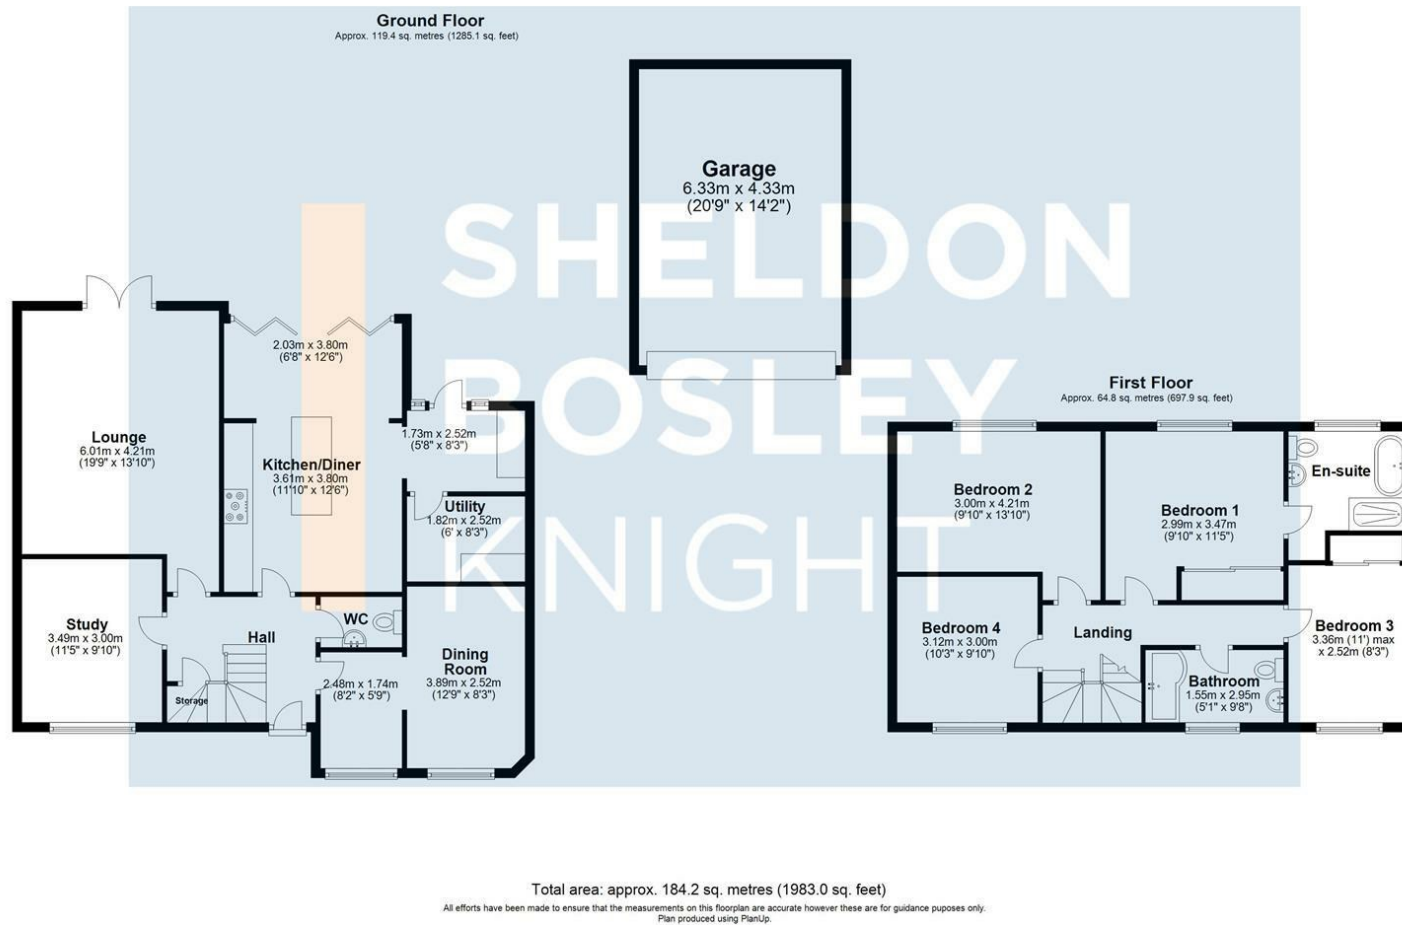 Ground Floor
Approx. 119.4 sq. metres (1285.1 sq. feet)
Garage
6.33m x 4.33m
(20'9" x 14'2")
SHELDON
BOSLEY
KNIGHT
2.03m x 3.80m
(6'8" x 12'6")
Lounge
6.01m x 4.21m
(19'9" x 13'10")
Kitchen/Diner
3.61m x 3.80m
(11'10" x 12'6")
1.73m x 2.52m
(5'8" x 8'3")
Utility
1.82m x 2.52m
(6' x 8'3")
Study
3.49m x 3.00m
(11'5" x 9'10")
Hall
WC
Storage
2.48m x 1.74m
(8'2" x 5'9")
Dining
Room
3.89m x 2.52m
(12'9" x 8'3")
First Floor
Approx. 64.8 sq. metres (697.9 sq. feet)
Bedroom 2
3.00m x 4.21m
(9'10" x 13'10")
Bedroom 1
2.99m x 3.47m
(9'10" x 11'5")
En-suite
Bedroom 4
3.12m x 3.00m
(10'3" x 9'10")
Landing
Bathroom
1.55m x 2.95m
(5'1" x 9'8")
Bedroom 3
3.36m (11') max
x 2.52m (8'3")
Total area: approx. 184.2 sq. metres (1983.0 sq. feet)
All efforts have been made to ensure that the measurements on this floorplan are accurate however these are for guidance puposes only.
Plan produced using PlanUp.